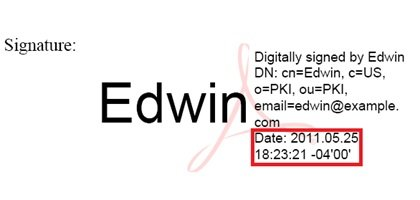 Signature:
Edwin
Digitally signed by Edwin
DN: cn=Edwin, c=US,
o=PKI, ou=PKI,
email=edwin@example.
com
Date: 2011.05.25
18:23:21 -04'00'